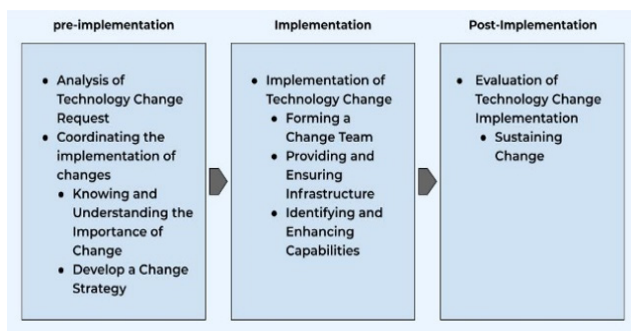 pre-implementation
Implementation
Post-Implementation
Analysis of
Technology Change
Request
Coordinating the
implementation of
changes
Knowing and
Understanding the
Importance of
Change
Develop a Change
Strategy
Implementation of
Technology Change
Forming a
Change Team
Providing and
Ensuring
Infrastructure
Identifying and
Enhancing
Capabilities
Evaluation of
Technology Change
Implementation
Sustaining
Change